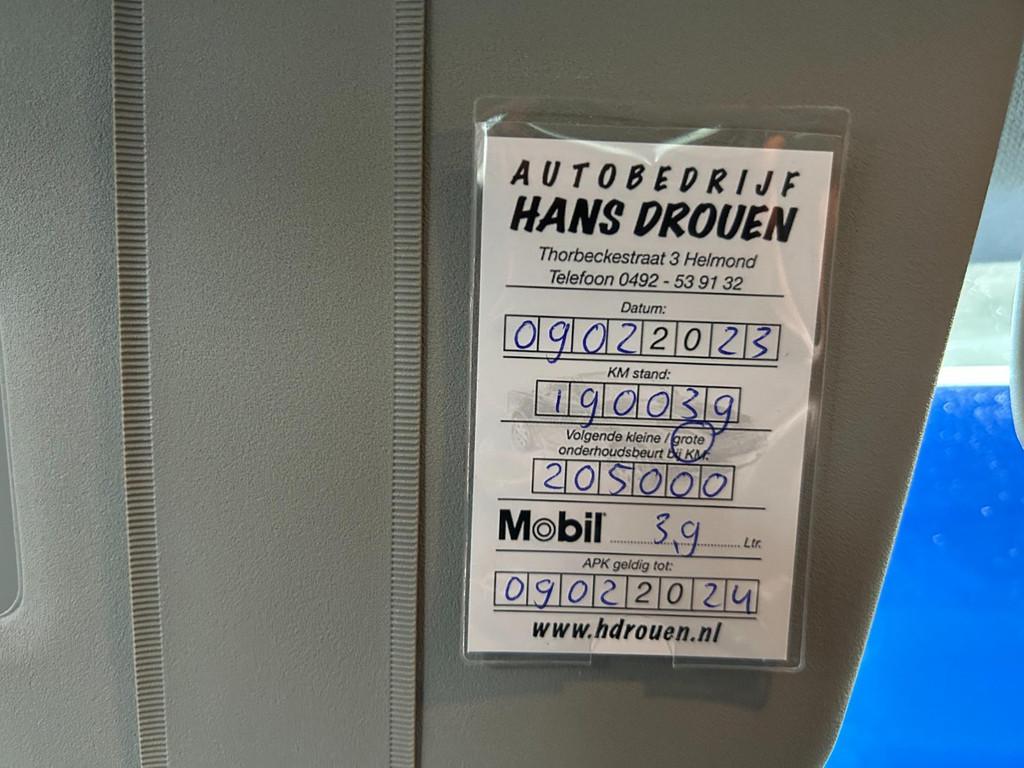 AUTOBEDRIJF
HANS DROUEN
Thorbeckestraat 3 Helmond
Telefoon 0492 - 53 91 32
Datum:
09022023
KM stand:
190039
Volgende kleine / grote
onderhoudsbeurt bij KM:
205000
Mobil 3,9 Ltr.
APK geldig tot:
09022024
www.hdrouen.nl